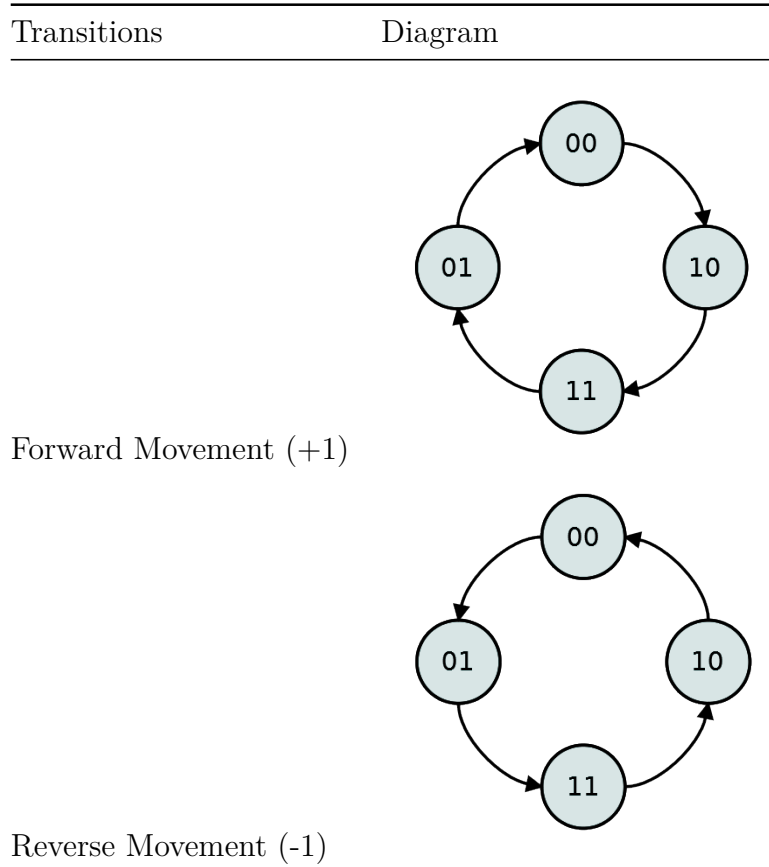 Transitions Diagram
00
01 10
11
Forward Movement (+1)
00
01 10
11
Reverse Movement (-1)